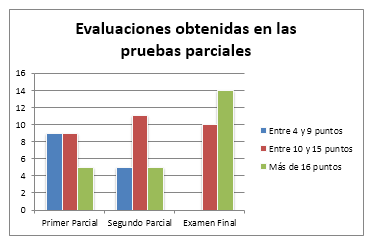 Evaluaciones obtenidas en las
pruebas parciales
16
14
12
10
8
6
4
2
0
Primer Parcial
Segundo Parcial
Examen Final
Entre 4 y 9 puntos
Entre 10 y 15 puntos
Más de 16 puntos